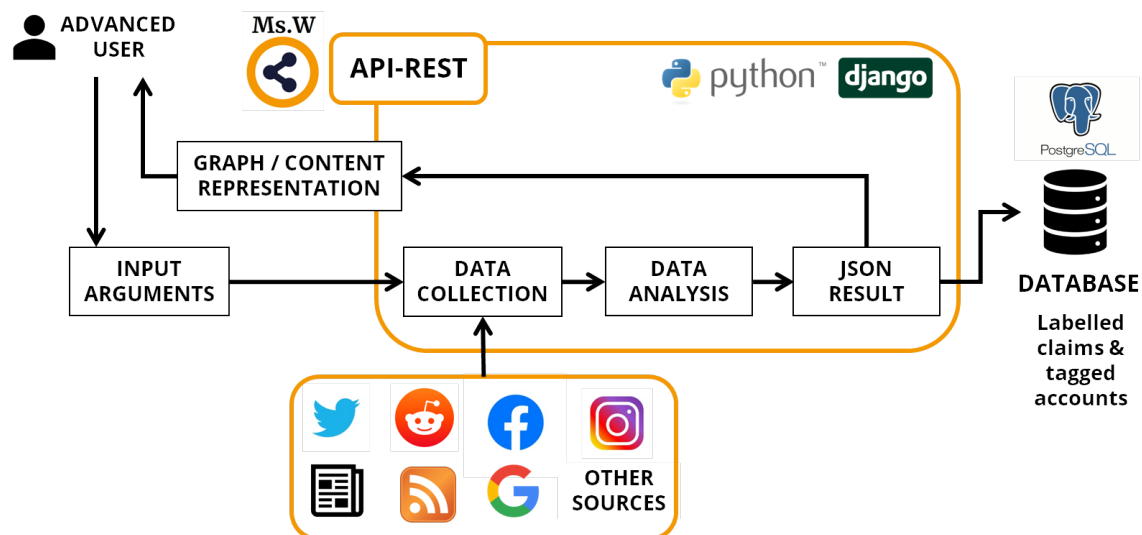 ADVANCED
USER
Ms.W
API-REST
python™
django
PostgreSQL
GRAPH / CONTENT
REPRESENTATION
INPUT
ARGUMENTS
DATA
COLLECTION
DATA
ANALYSIS
JSON
RESULT
DATABASE
Labelled
claims &
tagged
accounts
OTHER
SOURCES